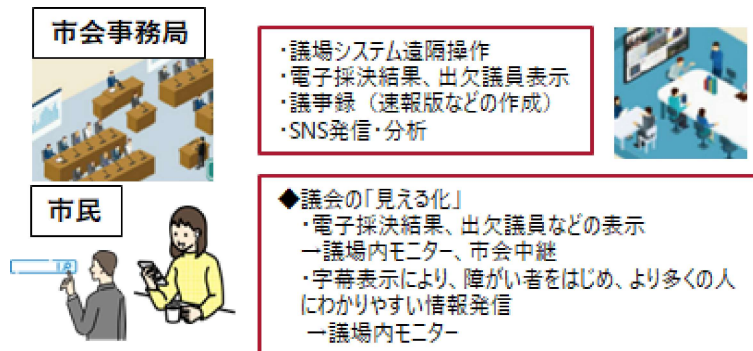 市会事務局
・議場システム遠隔操作
・電子採決結果、出欠議員表示
・議事録（速報版などの作成）
・SNS発信・分析
市民
◆議会の「見える化」
・電子採決結果、出欠議員などの表示
→議場内モニター、市会中継
・字幕表示により、障がい者をはじめ、より多くの人
にわかりやすい情報発信
→議場内モニター